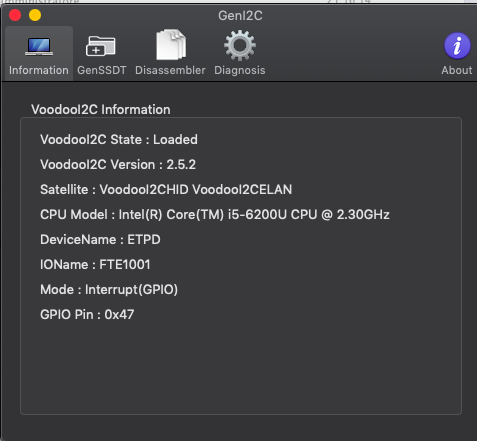 GenI2C
Information GenSSDT Disassembler Diagnosis About
VoodooI2C Information
VoodooI2C State : Loaded
VoodooI2C Version : 2.5.2
Satellite : VoodooI2CHID VoodooI2CELAN
CPU Model : Intel(R) Core(TM) i5-6200U CPU @ 2.30GHz
DeviceName : ETPD
IOName : FTE1001
Mode : Interrupt(GPIO)
GPIO Pin : 0x47